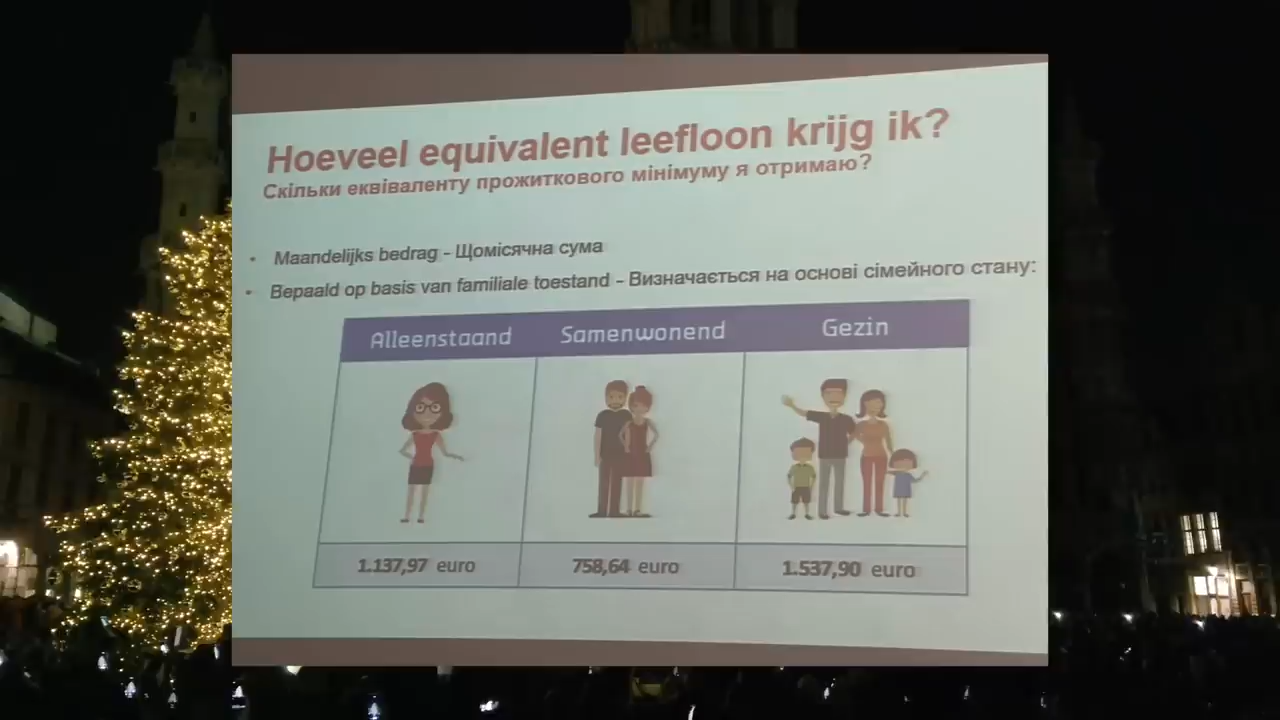 Hoeveel equivalent leefloon krijg ik?
Скільки еквіваленту прожиткового мінімуму я отримаю?
• Maandelijks bedrag - Щомісячна сума
• Bepaald op basis van familiale toestand - Визначається на основі сімейного стану:
Alleenstaand Samenwonend Gezin
1.137,97 euro 758,64 euro 1.537,90 euro